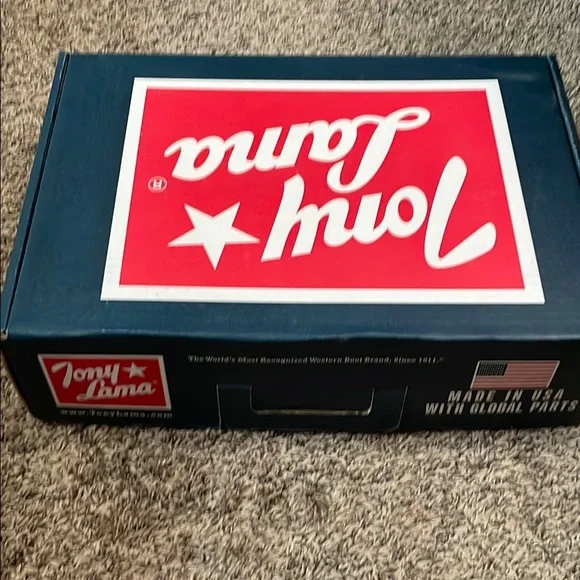 Tony
Lama
®
Tony
Lama
www.TonyLama.com
The World's Most Recognized Western Boot Brand, Since 1911."
MADE IN USA
WITH GLOBAL PARTS